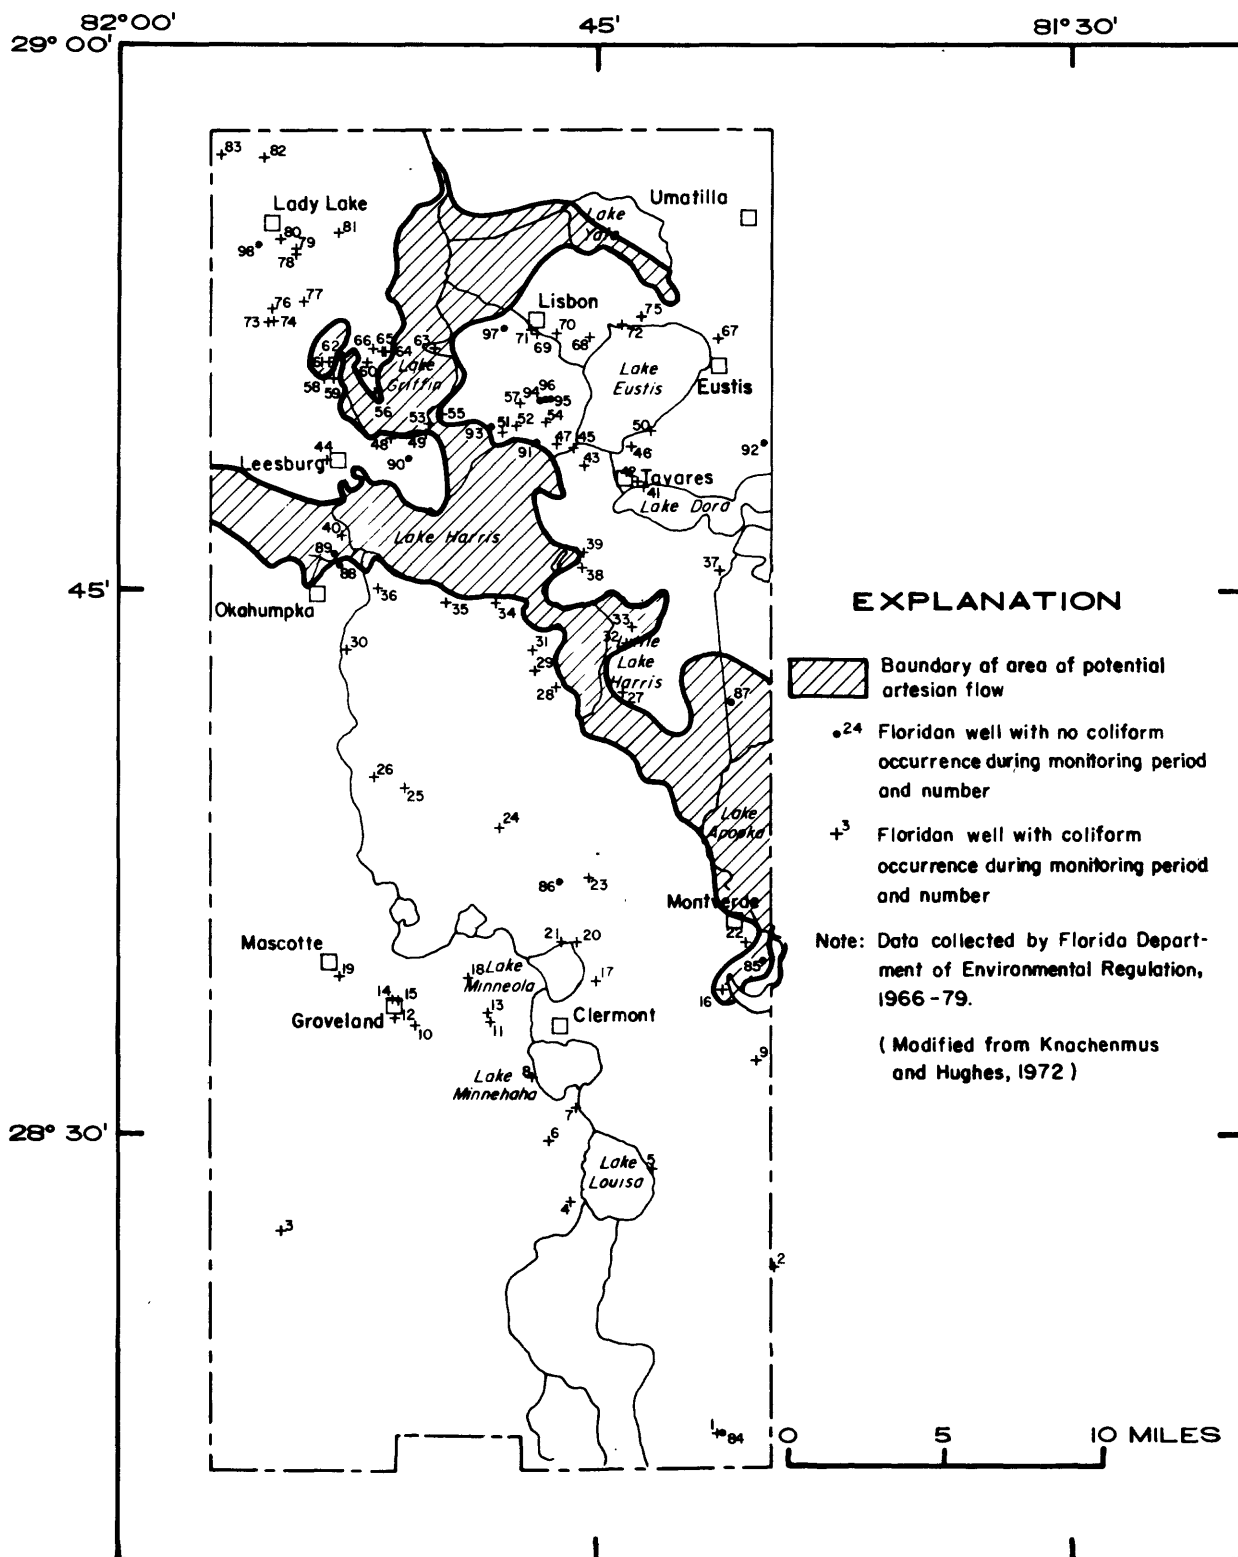 82°00'
45'
81°30'
29°00'
83
82
Lady Lake
Umatilla
Lake
Yale
81
80
79
98
78
77
76
73
74
Lisbon
75
97
71
70
69
68
72
67
66
65
64
63
62
60
Lake
Griffin
58
59
56
Lake
Eustis
Eustis
96
94
95
57
53
55
51
52
54
93
50
48
49
47
45
91
46
92
44
Leesburg
90
43
42
Tavares
41
Lake Dora
40
Lake Harris
39
89
38
37
88
45'
36
35
34
Okahumpka
33
32
30
31
Little
Lake
Harris
29
28
27
87
EXPLANATION
Boundary of area of potential
artesian flow
24 Floridan well with no coliform
occurrence during monitoring period
and number
3 Floridan well with coliform
occurrence during monitoring period
and number
Note: Data collected by Florida Depart-
ment of Environmental Regulation,
1966-79.
(Modified from Knochenmus
and Hughes, 1972)
26
25
24
Lake
Apopka
86
23
Montverde
22
21
20
85
Mascotte
19
18
Lake
Minneola
17
16
14
15
Groveland
12
10
13
11
Clermont
9
8
Lake
Minnehaha
7
28°30'
6
5
Lake
Louisa
4
3
2
1
84
0
5
10 MILES